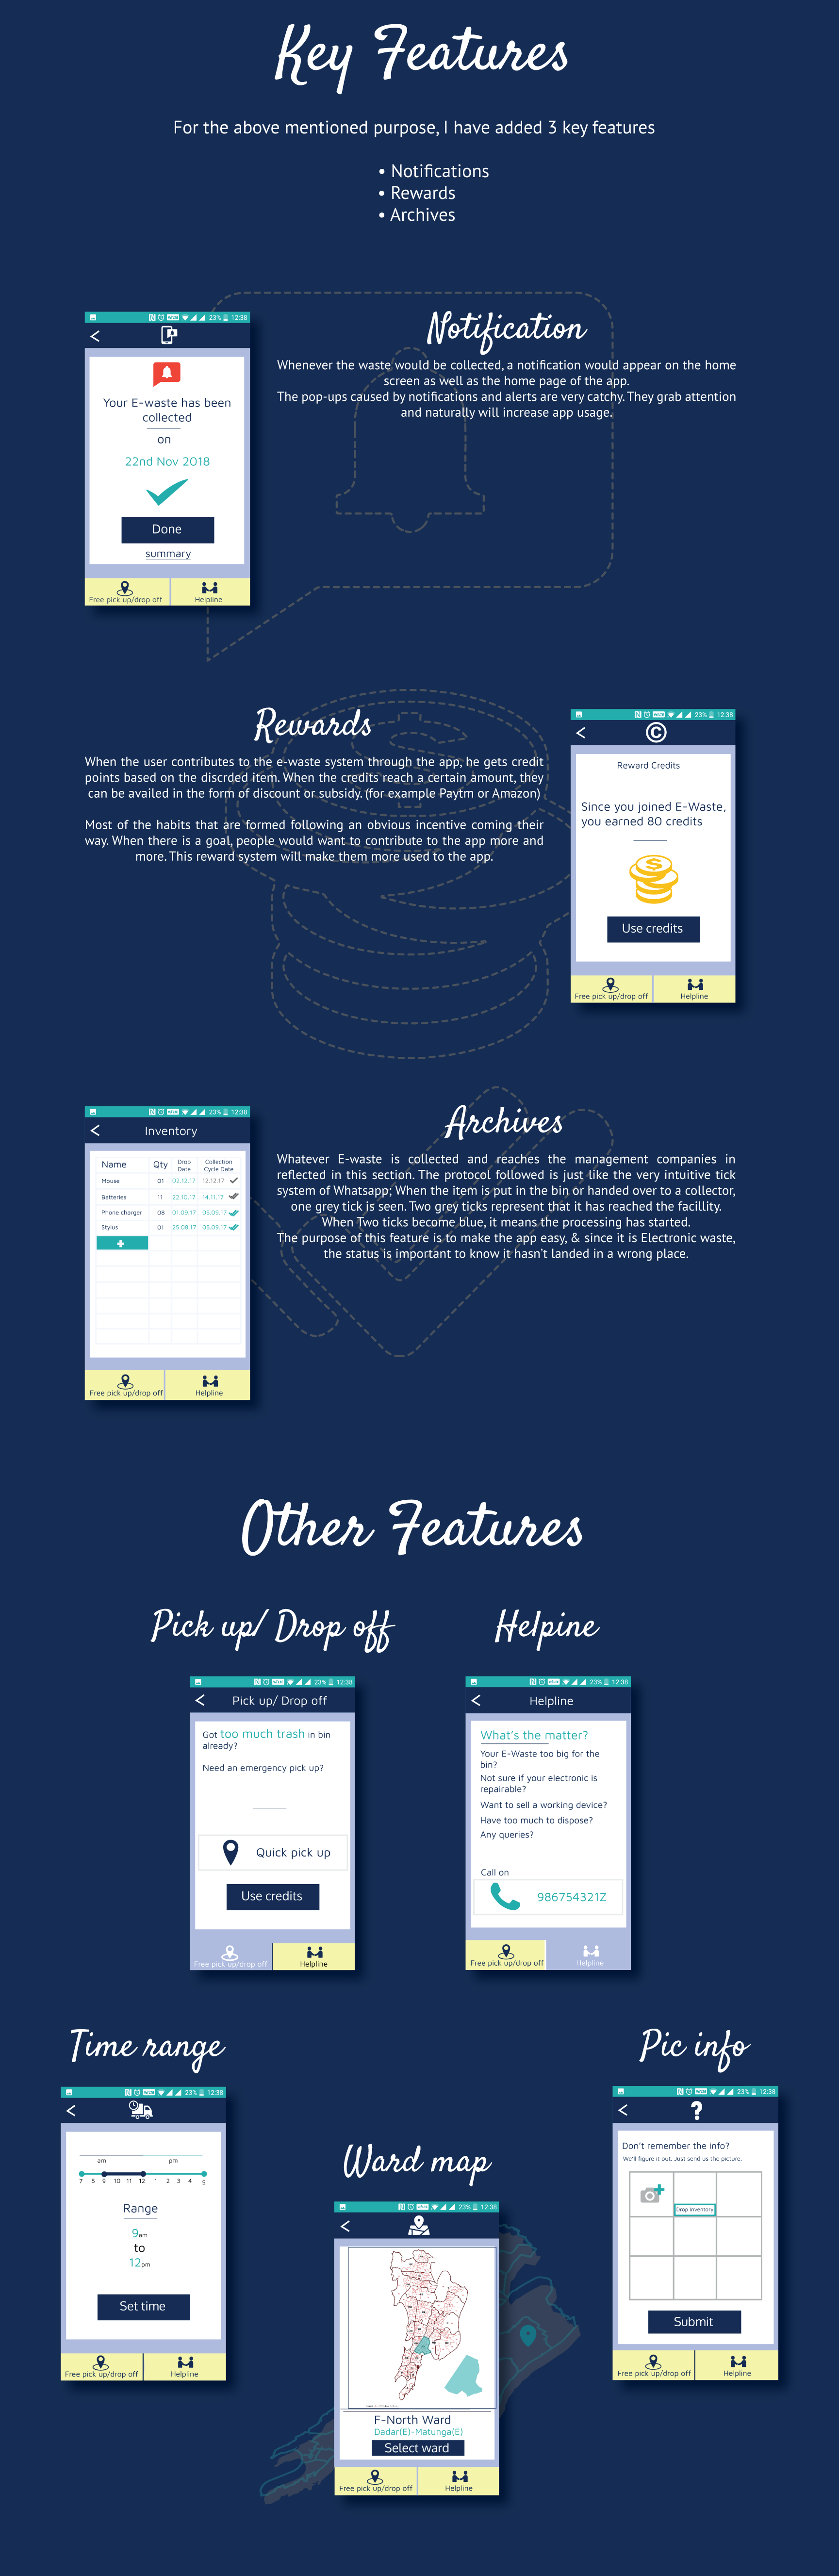 Key Features
For the above mentioned purpose, I have added 3 key features
• Notifications
• Rewards
• Archives
23% 12:38
Your E-waste has been
collected
on
22nd Nov 2018
Done
summary
Free pick up/drop off
Helpline
Notification
Whenever the waste would be collected, a notification would appear on the home
screen as well as the home page of the app.
The pop-ups caused by notifications and alerts are very catchy. They grab attention
and naturally will increase app usage.
Rewards
When the user contributes to the e-waste system through the app, he gets credit
points based on the discrded item. When the credits reach a certain amount, they
can be availed in the form of discount or subsidy. (for example Paytm or Amazon)
Most of the habits that are formed following an obvious incentive coming their
way. When there is a goal, people would want to contribute to the app more and
more. This reward system will make them more used to the app.
23% 12:38
©
Reward Credits
Since you joined E-Waste,
you earned 80 credits
$
Use credits
Free pick up/drop off
Helpline
23% 12:38
Inventory
Name Qty Drop Date Collection Cycle Date
Mouse 01 02.12.17 12.12.17
Batteries 11 22.10.17 14.11.17
Phone charger 08 01.09.17 05.09.17
Stylus 01 25.08.17 05.09.17
+
Free pick up/drop off
Helpline
Archives
Whatever E-waste is collected and reaches the management companies in
reflected in this section. The protocol followed is just like the very intuitive tick
system of Whatsapp; When the item is put in the bin or handed over to a collector,
one grey tick is seen. Two grey ticks represent that it has reached the facillity.
When Two ticks become blue, it means the processing has started.
The purpose of this feature is to make the app easy, & since it is Electronic waste,
the status is important to know it hasn't landed in a wrong place.
Other Features
Pick up/ Drop off
23% 12:38
Pick up/ Drop off
Got too much trash in bin
already?
Need an emergency pick up?
Quick pick up
Use credits
Free pick up/drop off
Helpline
Helpine
23% 12:38
Helpline
What's the matter?
Your E-Waste too big for the
bin?
Not sure if your electronic is
repairable?
Want to sell a working device?
Have too much to dispose?
Any queries?
Call on
986754321Z
Free pick up/drop off
Helpline
Time range
23% 12:38
am pm
7 8 9 10 11 12 1 2 3 4 5
Range
9am
to
12pm
Set time
Free pick up/drop off
Helpline
Ward map
23% 12:38
F-North Ward
Dadar(E)-Matunga(E)
Select ward
Free pick up/drop off
Helpline
Pic info
23% 12:38
?
Don't remember the info?
We'll figure it out. Just send us the picture.
Drop Inventory
Submit
Free pick up/drop off
Helpline